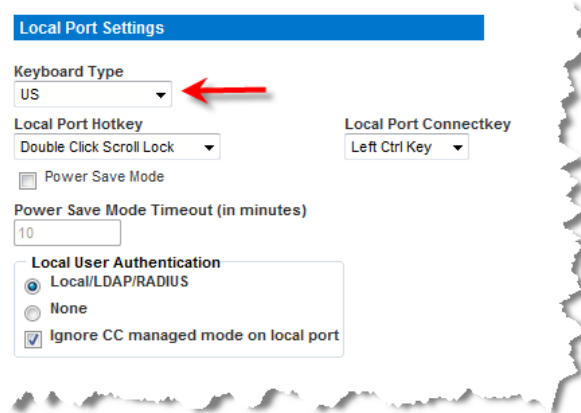 Local Port Settings
Keyboard Type
US
Local Port Hotkey
Local Port Connectkey
Double Click Scroll Lock
Left Ctrl Key
Power Save Mode
Power Save Mode Timeout (in minutes)
10
Local User Authentication
Local/LDAP/RADIUS
None
Ignore CC managed mode on local port